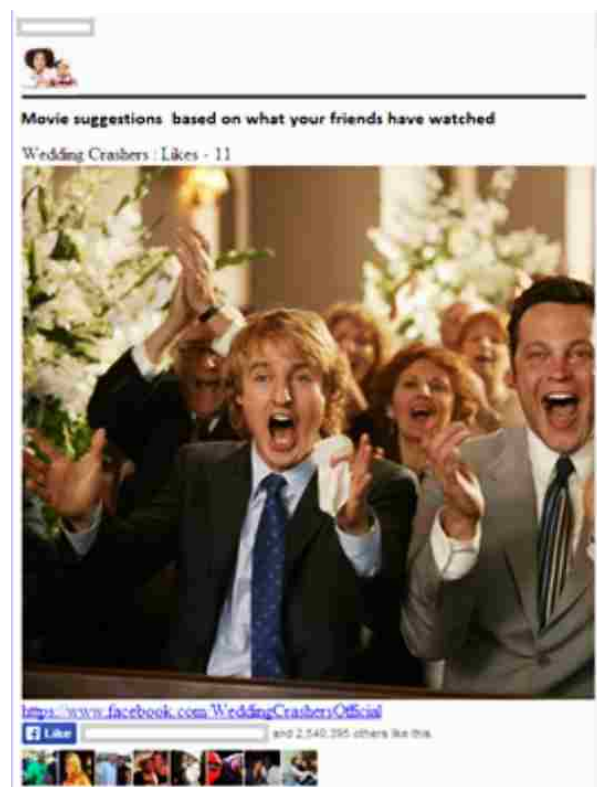 Movie suggestions based on what your friends have watched
Wedding Crashers : Likes - 11
https://www.facebook.com/WeddingCrashersOfficial
f Like and 2,540,395 others like this.